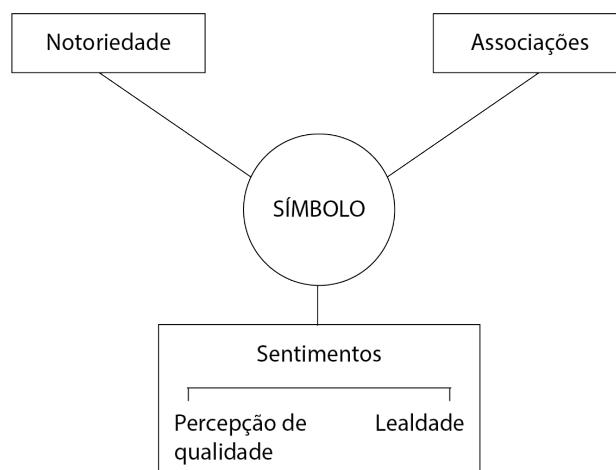 Notoriedade
Associações
SÍMBOLO
Sentimentos
Percepção de
qualidade
Lealdade